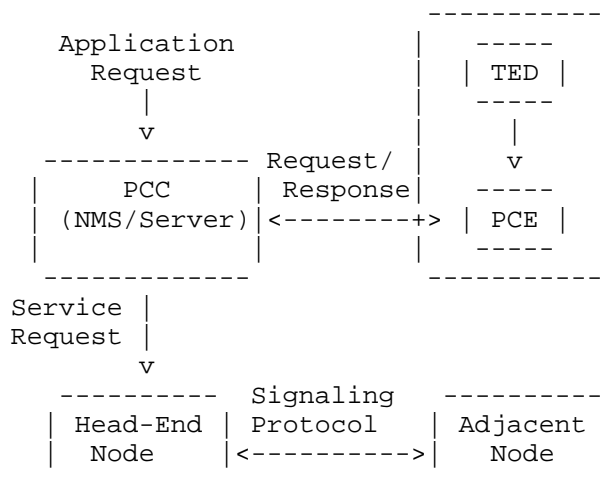 Application
Request
TED
Request/
Response
PCC
(NMS/Server)
PCE
Service
Request
Signaling
Protocol
Head-End
Node
Adjacent
Node